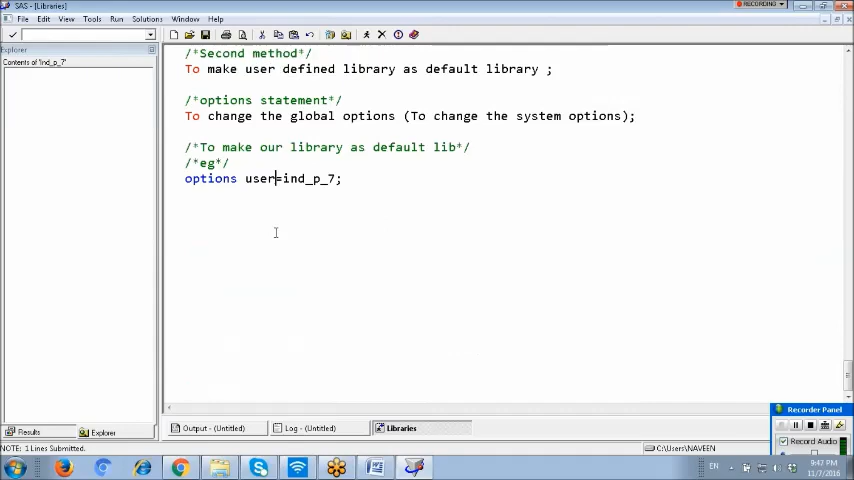 SAS - [Libraries]
RECORDING
File Edit View Tools Run Solutions Window Help
Explorer
Contents of 'Ind_p_7'
/*Second method*/
To make user defined library as default library ;
/*options statement*/
To change the global options (To change the system options);
/*To make our library as default lib*/
/*eg*/
options user=ind_p_7;
Results
Explorer
Output - (Untitled)
Log - (Untitled)
Libraries
NOTE: 1 Lines Submitted.
C:\Users\NAVEEN
Recorder Panel
Record Audio
EN
9:47 PM
11/7/2016